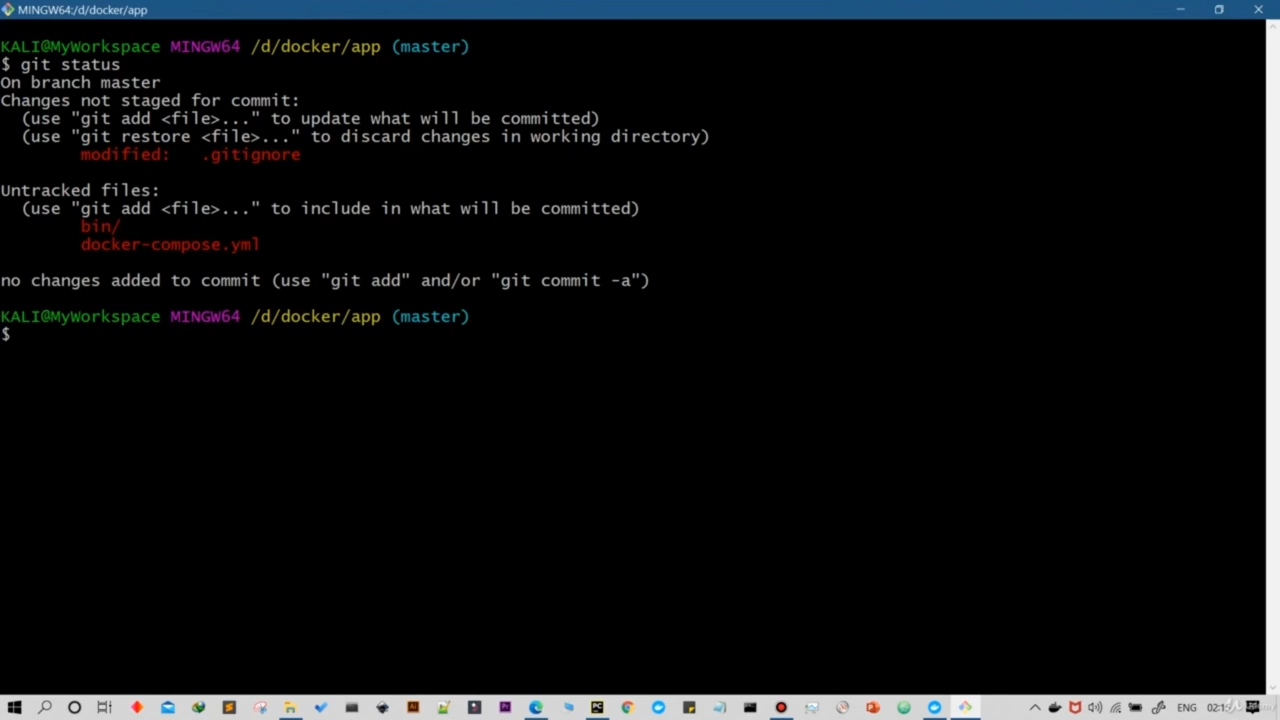 MINGW64:/d/docker/app
KALI@MyWorkspace MINGW64 /d/docker/app (master)
$ git status
On branch master
Changes not staged for commit:
  (use "git add <file>..." to update what will be committed)
  (use "git restore <file>..." to discard changes in working directory)
        modified:   .gitignore
Untracked files:
  (use "git add <file>..." to include in what will be committed)
        bin/
        docker-compose.yml
no changes added to commit (use "git add" and/or "git commit -a")
KALI@MyWorkspace MINGW64 /d/docker/app (master)
$
ENG 02:15